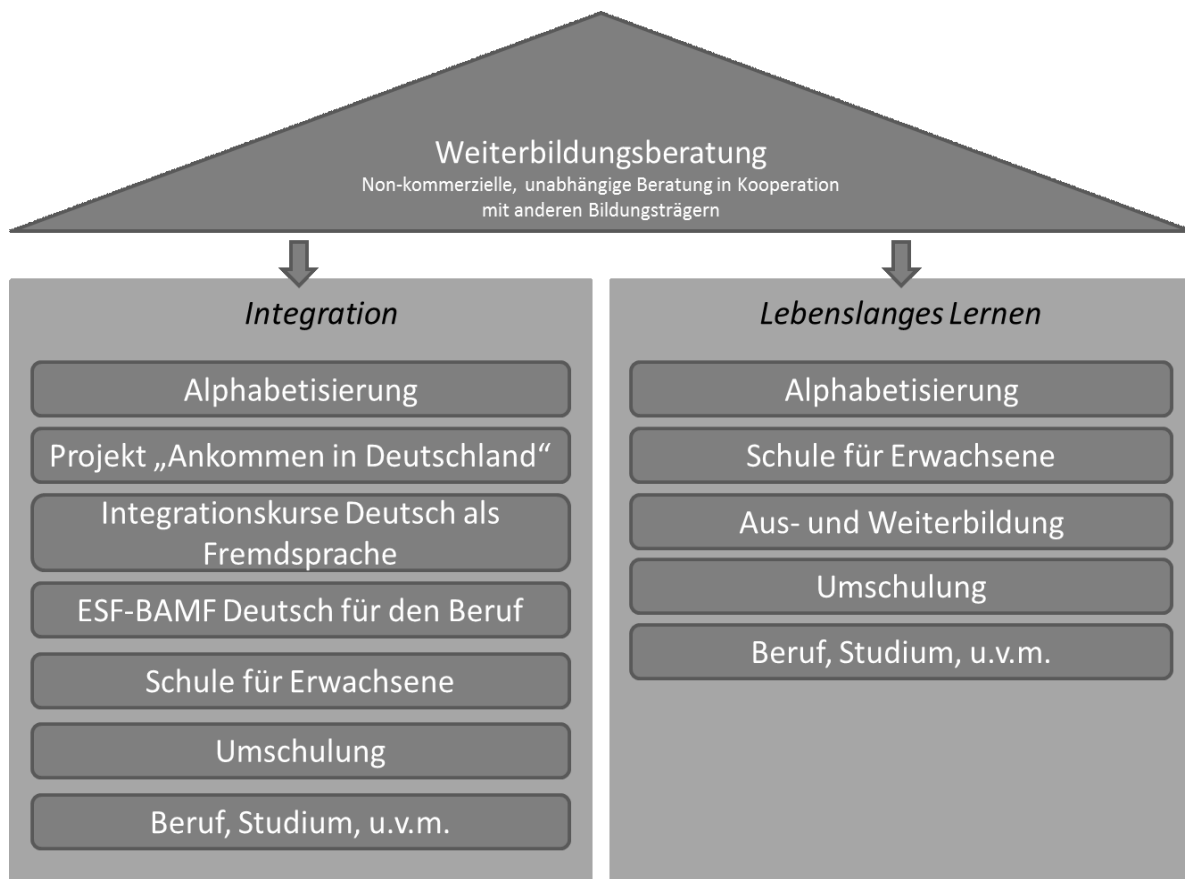 Weiterbildungsberatung
Non-kommerzielle, unabhängige Beratung in Kooperation
mit anderen Bildungsträgern
Integration
Alphabetisierung
Projekt „Ankommen in Deutschland“
Integrationskurse Deutsch als
Fremdsprache
ESF-BAMF Deutsch für den Beruf
Schule für Erwachsene
Umschulung
Beruf, Studium, u.v.m.
Lebenslanges Lernen
Alphabetisierung
Schule für Erwachsene
Aus- und Weiterbildung
Umschulung
Beruf, Studium, u.v.m.